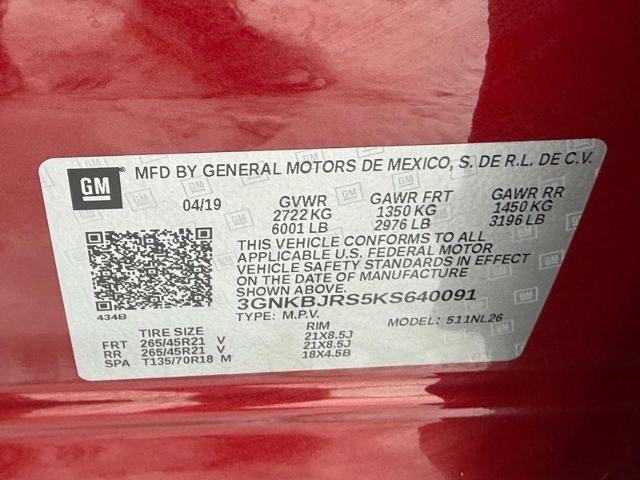 GM
MFD BY GENERAL MOTORS DE MEXICO, S. DE R.L. DE C.V.
04/19 GVWR GAWR FRT GAWR RR
2722 KG 1350 KG 1450 KG
6001 LB 2976 LB 3196 LB
THIS VEHICLE CONFORMS TO ALL
APPLICABLE U.S. FEDERAL MOTOR
VEHICLE SAFETY STANDARDS IN EFFECT
ON THE DATE OF MANUFACTURE
SHOWN ABOVE.
3GNKBJRS5KS640091
434B
TYPE: M.P.V. MODEL: 511NL26
TIRE SIZE RIM
FRT 265/45R21 V 21X8.5J
RR 265/45R21 V 21X8.5J
SPA T135/70R18 M 18X4.5B